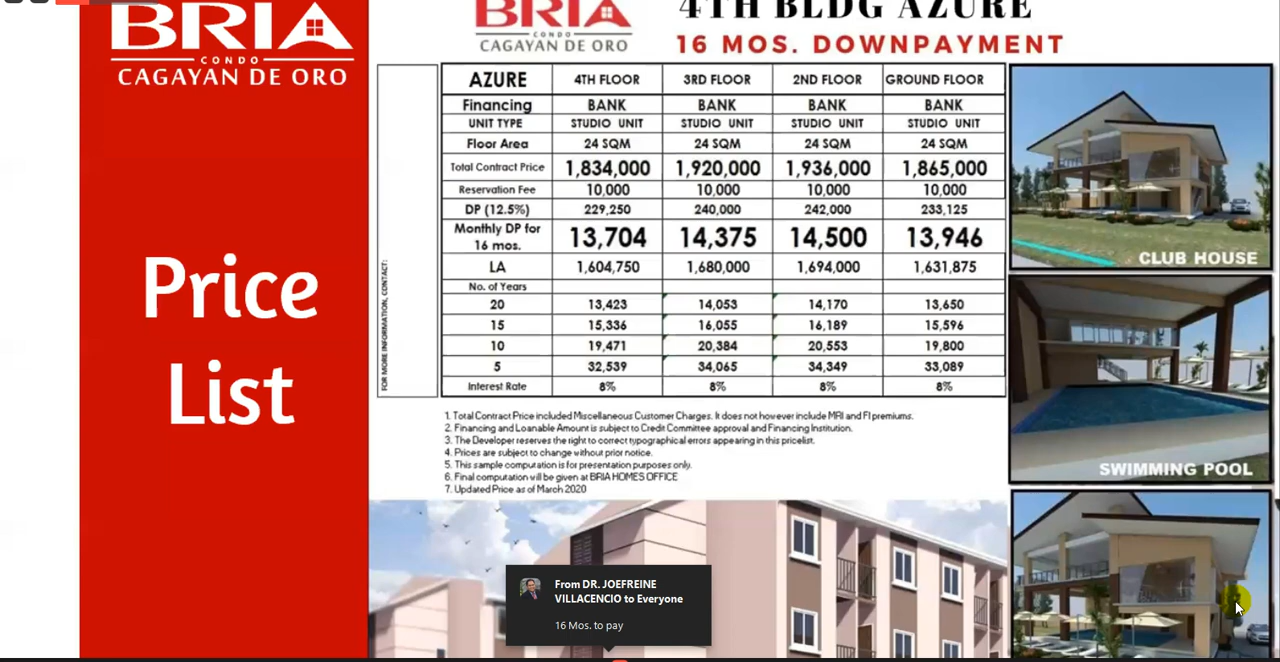 BRIA
CONDO
CAGAYAN DE ORO
Price
List
BRIA
CONDO
CAGAYAN DE ORO
4TH BLDG AZURE
16 MOS. DOWNPAYMENT
FOR MORE INFORMATION, CONTACT:
AZURE 4TH FLOOR 3RD FLOOR 2ND FLOOR GROUND FLOOR
Financing BANK BANK BANK BANK
UNIT TYPE STUDIO UNIT STUDIO UNIT STUDIO UNIT STUDIO UNIT
Floor Area 24 SQM 24 SQM 24 SQM 24 SQM
Total Contract Price 1,834,000 1,920,000 1,936,000 1,865,000
Reservation Fee 10,000 10,000 10,000 10,000
DP (12.5%) 229,250 240,000 242,000 233,125
Monthly DP for
16 mos. 13,704 14,375 14,500 13,946
LA 1,604,750 1,680,000 1,694,000 1,631,875
No. of Years
20 13,423 14,053 14,170 13,650
15 15,336 16,055 16,189 15,596
10 19,471 20,384 20,553 19,800
5 32,539 34,065 34,349 33,089
Interest Rate 8% 8% 8% 8%
1. Total Contract Price included Miscellaneous Customer Charges. It does not however include MRI and FI premiums.
2. Financing and Loanable Amount is subject to Credit Committee approval and Financing Institution.
3. The Developer reserves the right to correct typographical errors appearing in this pricelist.
4. Prices are subject to change without prior notice.
5. This sample computation is for presentation purposes only.
6. Final computation will be given at BRIA HOMES OFFICE
7. Updated Price as of March 2020
CLUB HOUSE
SWIMMING POOL
From DR. JOEFREINE
VILLACENCIO to Everyone
16 Mos. to pay